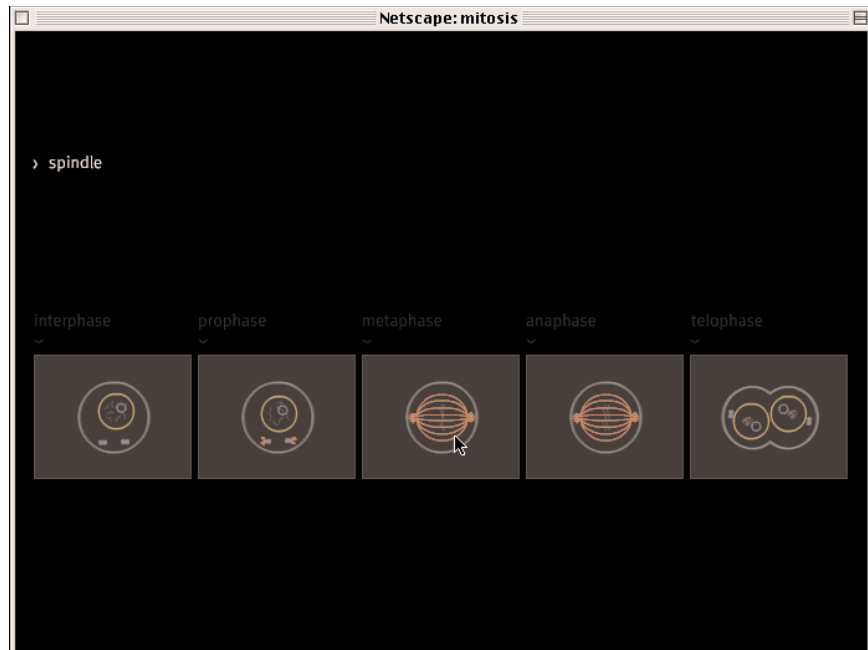 Netscape: mitosis
› spindle
interphase prophase metaphase anaphase telophase